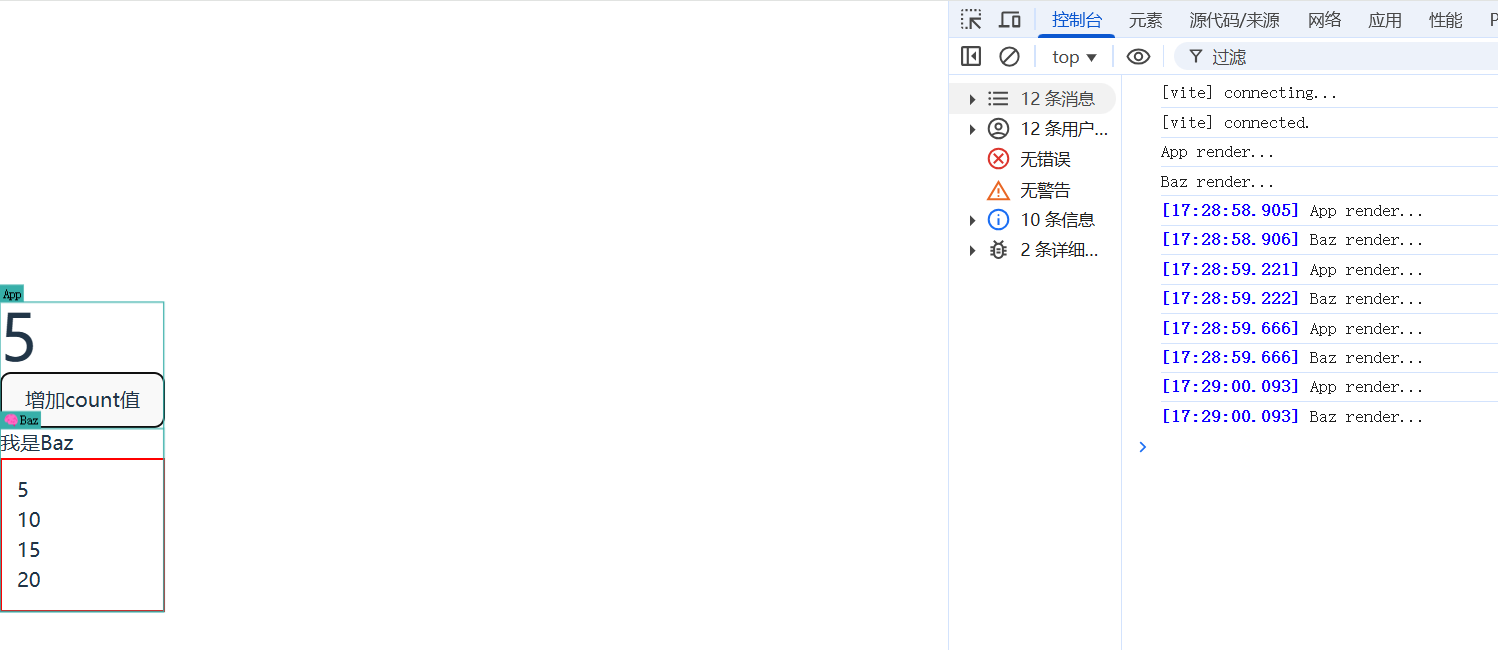 App
5
增加count值
Baz
我是Baz
5
10
15
20
控制台 元素 源代码/来源 网络 应用 性能
top ▼ 过滤
12 条消息
12 条用户...
无错误
无警告
10 条信息
2 条详细...
[vite] connecting...
[vite] connected.
App render...
Baz render...
[17:28:58.905] App render...
[17:28:58.906] Baz render...
[17:28:59.221] App render...
[17:28:59.222] Baz render...
[17:28:59.666] App render...
[17:28:59.666] Baz render...
[17:29:00.093] App render...
[17:29:00.093] Baz render...